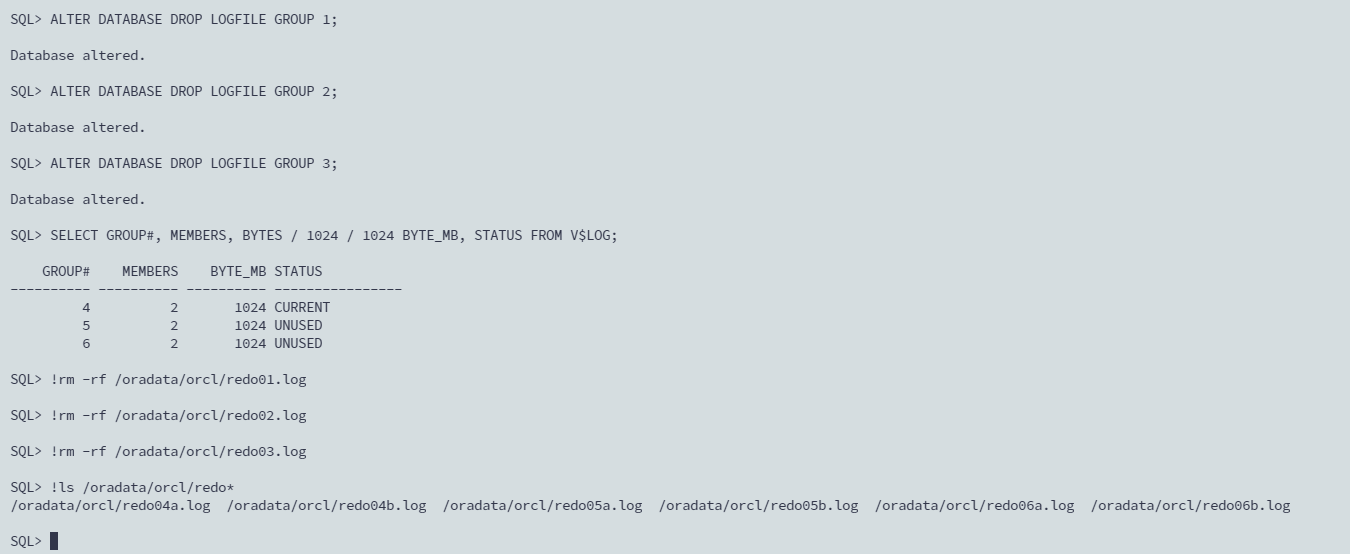 SQL> ALTER DATABASE DROP LOGFILE GROUP 1;
Database altered.
SQL> ALTER DATABASE DROP LOGFILE GROUP 2;
Database altered.
SQL> ALTER DATABASE DROP LOGFILE GROUP 3;
Database altered.
SQL> SELECT GROUP#, MEMBERS, BYTES / 1024 / 1024 BYTE_MB, STATUS FROM V$LOG;
    GROUP#    MEMBERS    BYTE_MB STATUS
---------- ---------- ---------- ----------------
         4          2       1024 CURRENT
         5          2       1024 UNUSED
         6          2       1024 UNUSED
SQL> !rm -rf /oradata/orcl/redo01.log
SQL> !rm -rf /oradata/orcl/redo02.log
SQL> !rm -rf /oradata/orcl/redo03.log
SQL> !ls /oradata/orcl/redo*
/oradata/orcl/redo04a.log  /oradata/orcl/redo04b.log  /oradata/orcl/redo05a.log  /oradata/orcl/redo05b.log  /oradata/orcl/redo06a.log  /oradata/orcl/redo06b.log
SQL>